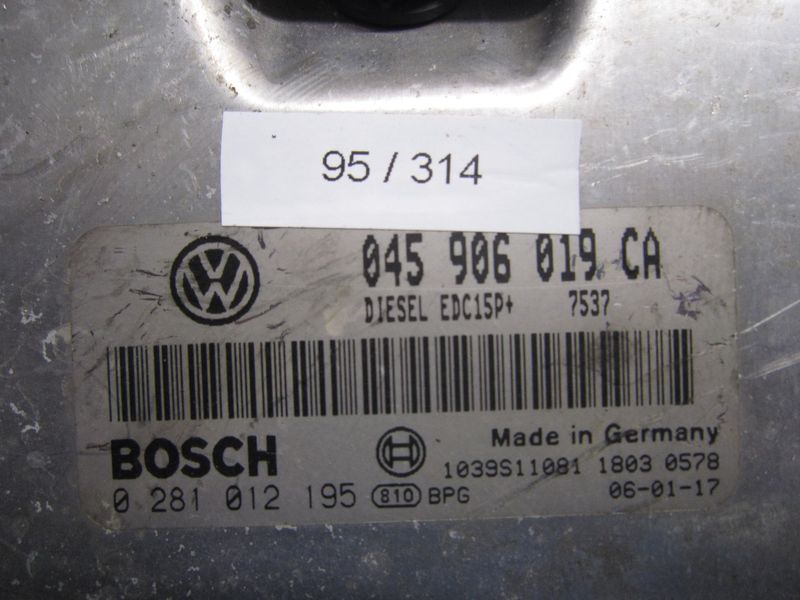 95 / 314
045 906 019 CA
DIESEL EDC15P+ 7537
BOSCH
Made in Germany
1039S11081 1803 0578
0 281 012 195 810 BPG 06-01-17